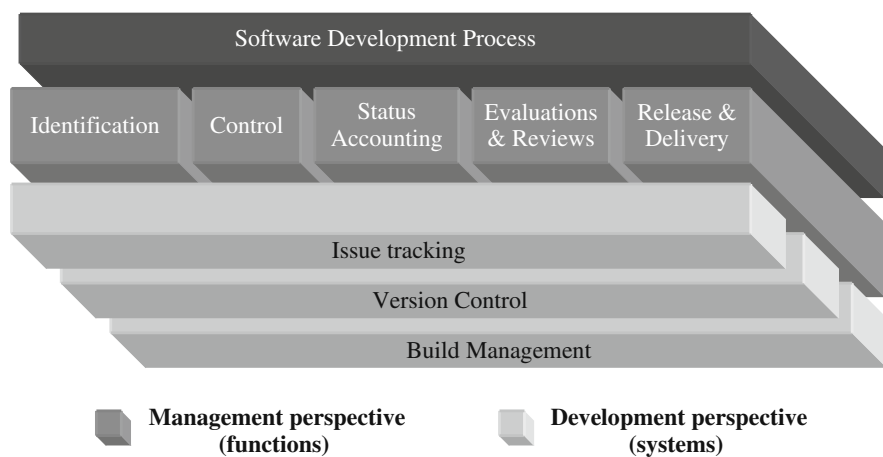 Software Development Process
Identification
Control
Status
Accounting
Evaluations
& Reviews
Release &
Delivery
Issue tracking
Version Control
Build Management
Management perspective
(functions)
Development perspective
(systems)